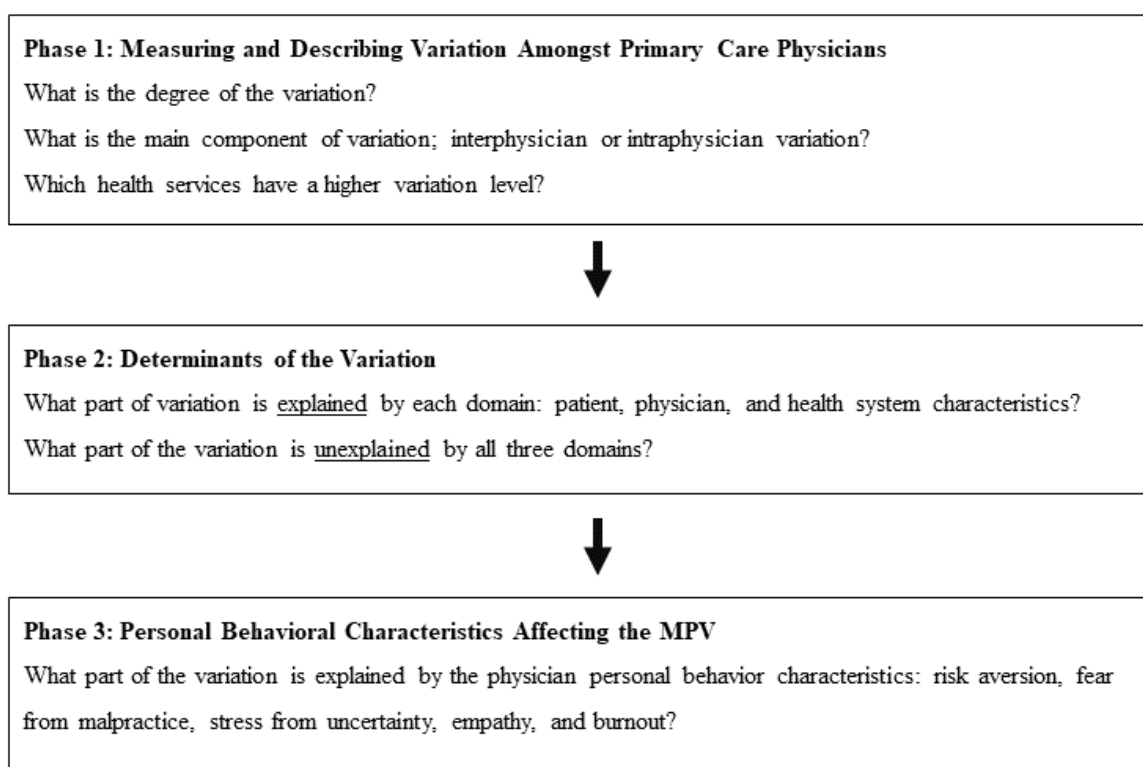 Phase 1: Measuring and Describing Variation Amongst Primary Care Physicians
What is the degree of the variation?
What is the main component of variation; interphysician or intraphysician variation?
Which health services have a higher variation level?
Phase 2: Determinants of the Variation
What part of variation is explained by each domain: patient, physician, and health system characteristics?
What part of the variation is unexplained by all three domains?
Phase 3: Personal Behavioral Characteristics Affecting the MPV
What part of the variation is explained by the physician personal behavior characteristics: risk aversion, fear
from malpractice, stress from uncertainty, empathy, and burnout?